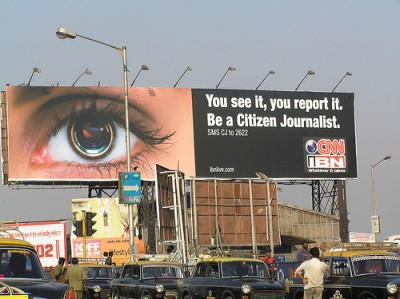 You see it, you report it.
Be a Citizen Journalist.
SMS CJ to 2622
CNN
IBN
Whatever it takes
ibnlive.com